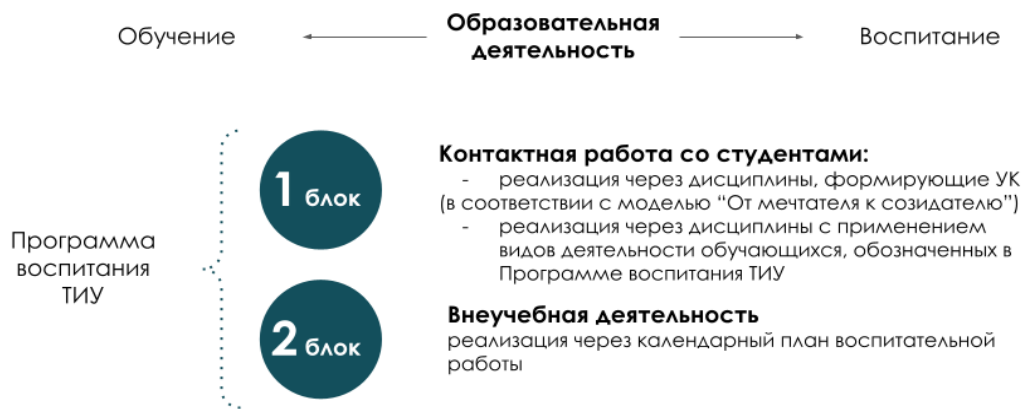 Образовательная
деятельность
Обучение
Воспитание
Программа
воспитания
ТИУ
1 блок
Контактная работа со студентами:
- реализация через дисциплины, формирующие УК
(в соответствии с моделью “От мечтателя к созидателю”)
- реализация через дисциплины с применением
видов деятельности обучающихся, обозначенных в
Программе воспитания ТИУ
2 блок
Внеучебная деятельность
реализация через календарный план воспитательной
работы